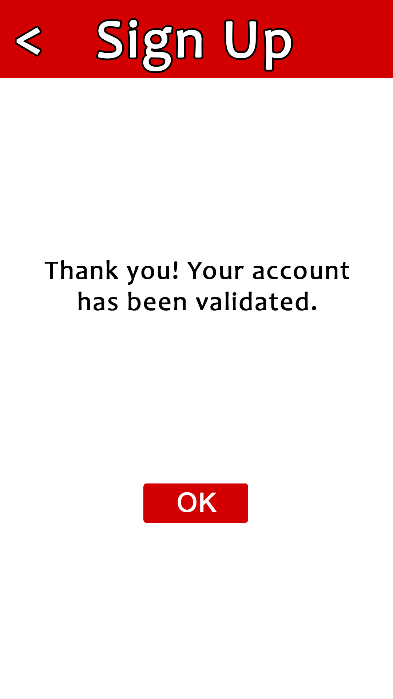 < Sign Up
Thank you! Your account
has been validated.
OK